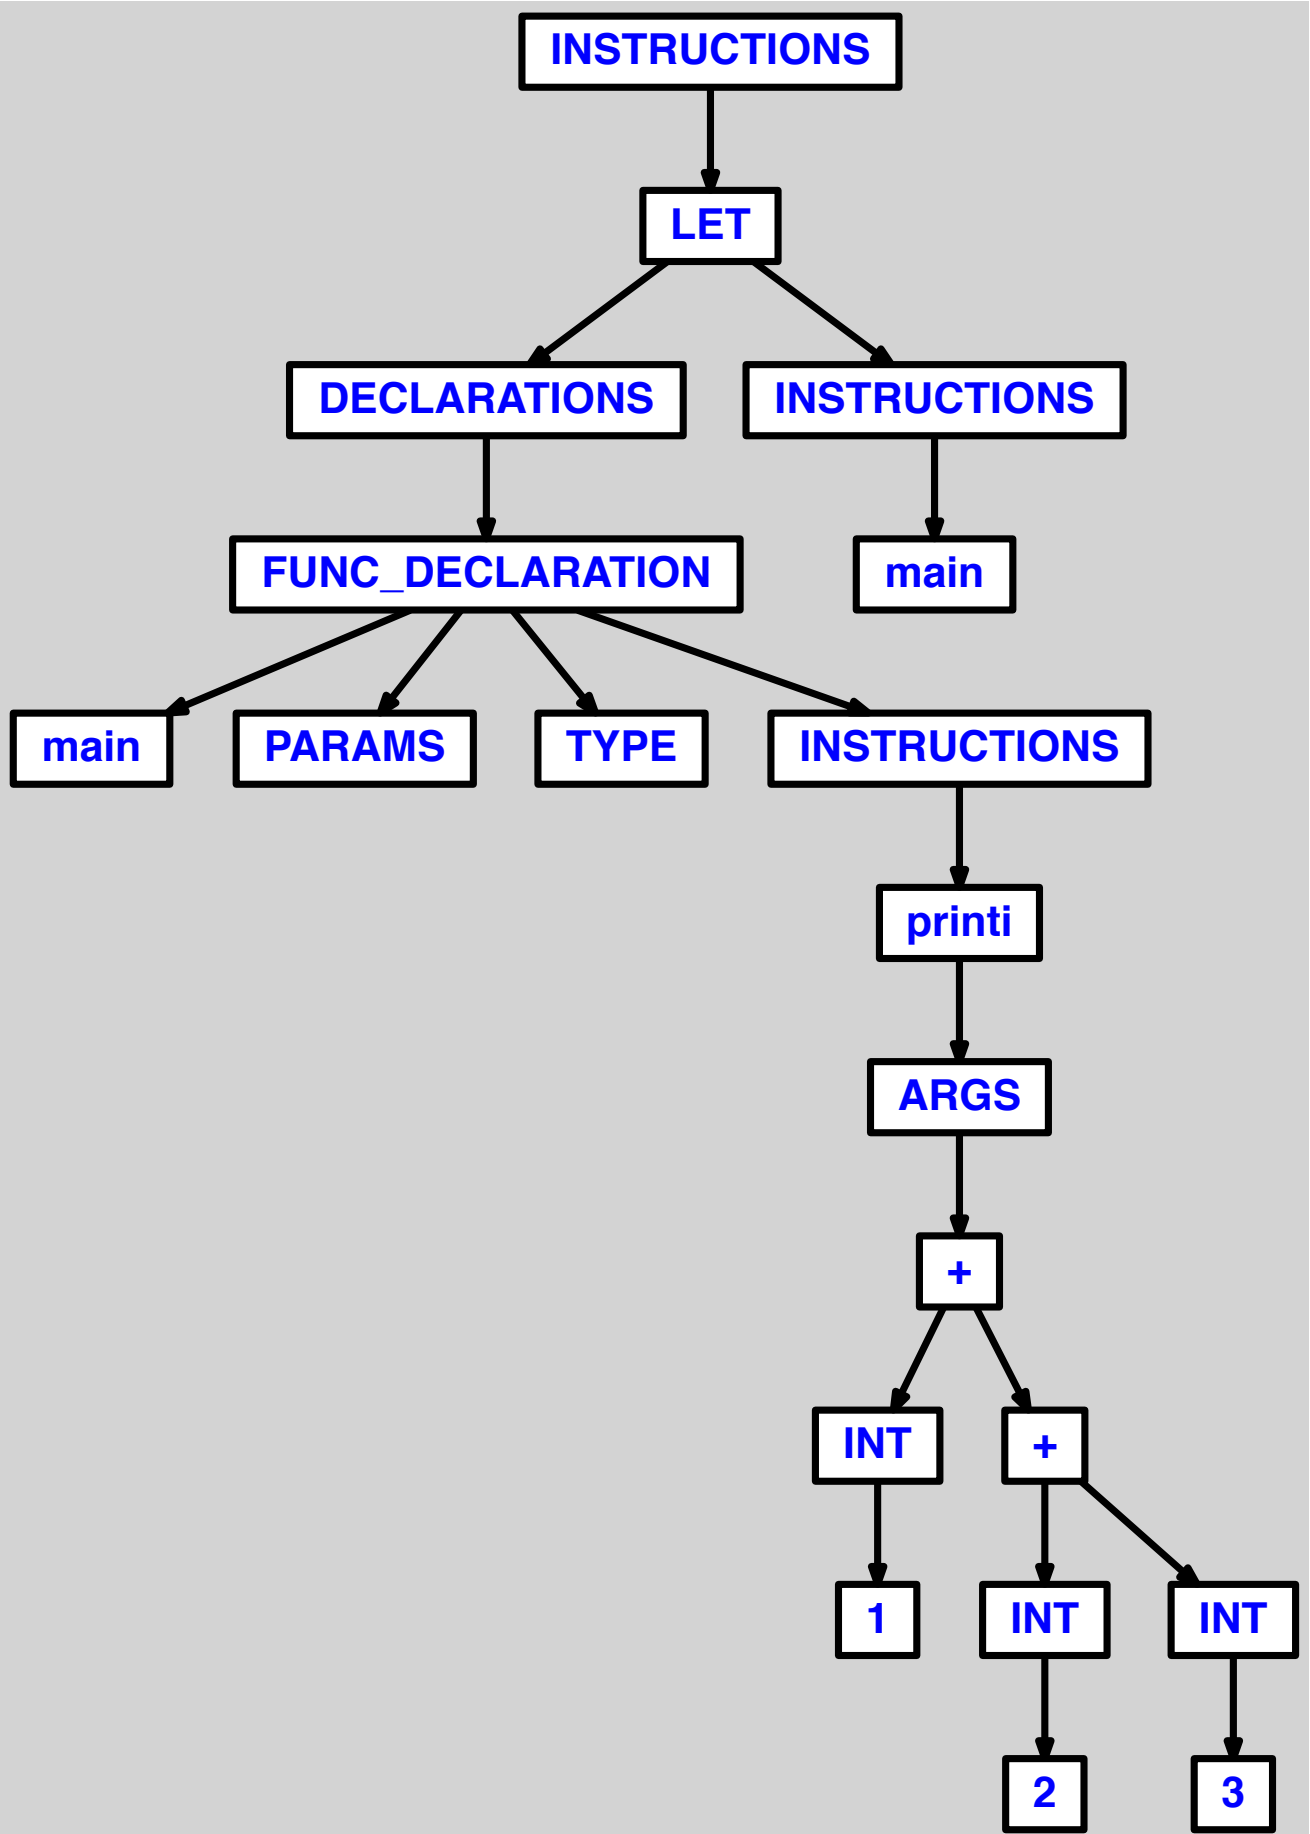 INSTRUCTIONS
LET
DECLARATIONS
INSTRUCTIONS
FUNC_DECLARATION
main
main
PARAMS
TYPE
INSTRUCTIONS
printi
ARGS
+
INT
+
1
INT
INT
2
3